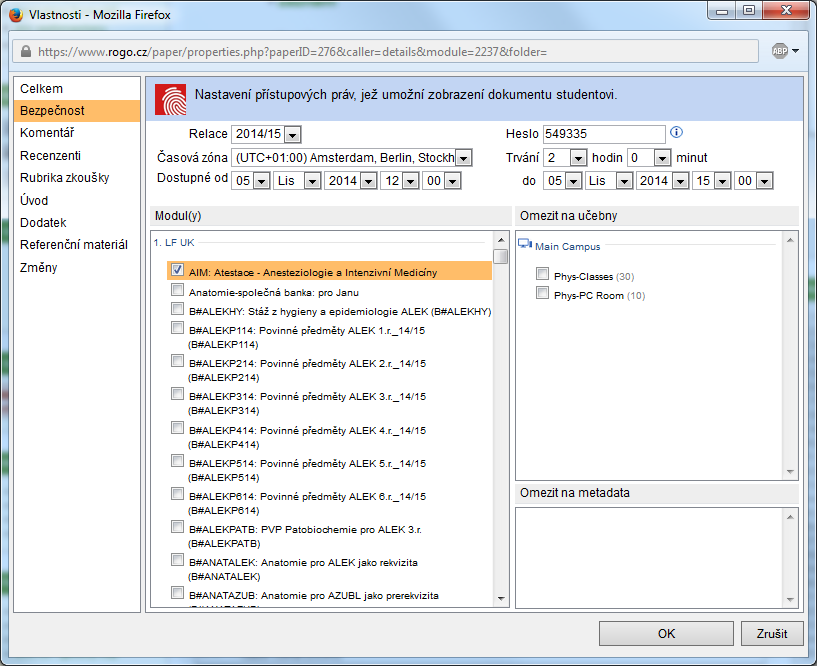 Vlastnosti - Mozilla Firefox
https://www.rogo.cz/paper/properties.php?paperID=276&caller=details&module=2237&folder=
ABP
Celkem
Bezpečnost
Komentář
Recenzenti
Rubrika zkoušky
Úvod
Dodatek
Referenční materiál
Změny
Nastavení přístupových práv, jež umožní zobrazení dokumentu studentovi.
Relace 2014/15
Heslo 549335
Časová zóna (UTC+01:00) Amsterdam, Berlin, Stockh
Trvání 2 hodin 0 minut
Dostupné od 05 Lis 2014 12 00
do 05 Lis 2014 15 00
Modul(y)
1. LF UK
AIM: Atestace - Anesteziologie a Intenzivní Medicíny
Anatomie-společná banka: pro Janu
B#ALEKHY: Stáž z hygieny a epidemiologie ALEK (B#ALEKHY)
B#ALEKP114: Povinné předměty ALEK 1.r._14/15
(B#ALEKP114)
B#ALEKP214: Povinné předměty ALEK 2.r._14/15
(B#ALEKP214)
B#ALEKP314: Povinné předměty ALEK 3.r._14/15
(B#ALEKP314)
B#ALEKP414: Povinné předměty ALEK 4.r._14/15
(B#ALEKP414)
B#ALEKP514: Povinné předměty ALEK 5.r._14/15
(B#ALEKP514)
B#ALEKP614: Povinné předměty ALEK 6.r._14/15
(B#ALEKP614)
B#ALEKPATB: PVP Patobiochemie pro ALEK 3.r.
(B#ALEKPATB)
B#ANATALEK: Anatomie pro ALEK jako rekvizita
(B#ANATALEK)
B#ANATAZUB: Anatomie pro AZUBL jako prerekvizita
Omezit na učebny
Main Campus
Phys-Classes (30)
Phys-PC Room (10)
Omezit na metadata
OK
Zrušit